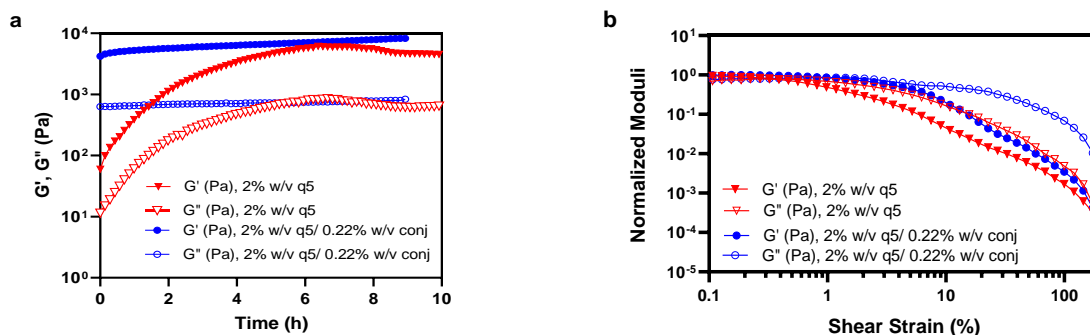 a
G', G" (Pa)
10⁴
10³
10²
10¹
10⁰
G' (Pa), 2% w/v q5
G" (Pa), 2% w/v q5
G' (Pa), 2% w/v q5/ 0.22% w/v conj
G" (Pa), 2% w/v q5/ 0.22% w/v conj
0 2 4 6 8 10
Time (h)
b
Normalized Moduli
10¹
10⁰
10⁻¹
10⁻²
10⁻³
10⁻⁴
10⁻⁵
G' (Pa), 2% w/v q5
G" (Pa), 2% w/v q5
G' (Pa), 2% w/v q5/ 0.22% w/v conj
G" (Pa), 2% w/v q5/ 0.22% w/v conj
0.1 1 10 100
Shear Strain (%)